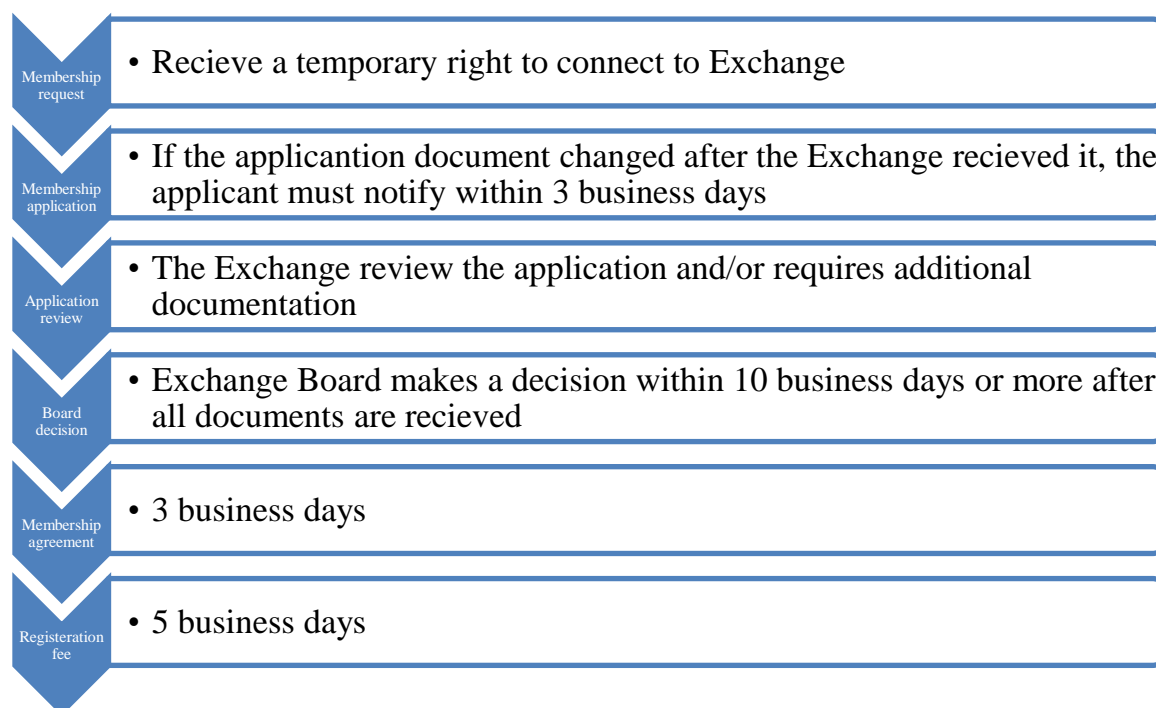 Membership
request
• Recieve a temporary right to connect to Exchange
Membership
application
• If the applicantion document changed after the Exchange recieved it, the
applicant must notify within 3 business days
Application
review
• The Exchange review the application and/or requires additional
documentation
Board
decision
• Exchange Board makes a decision within 10 business days or more after
all documents are recieved
Membership
agreement
• 3 business days
Registeration
fee
• 5 business days